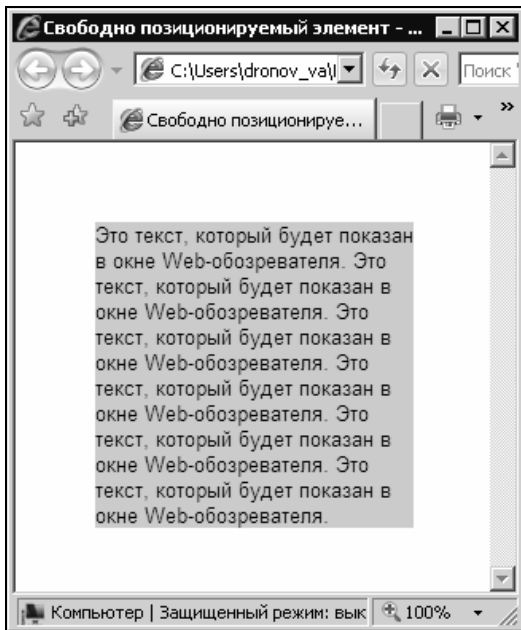 Свободно позиционируемый элемент - ...
C:\Users\dronov_va\
Поиск
Свободно позиционируе...
»
Это текст, который будет показан
в окне Web-обозревателя. Это
текст, который будет показан в
окне Web-обозревателя. Это
текст, который будет показан в
окне Web-обозревателя. Это
текст, который будет показан в
окне Web-обозревателя. Это
текст, который будет показан в
окне Web-обозревателя. Это
текст, который будет показан в
окне Web-обозревателя.
Компьютер | Защищенный режим: вык
100%